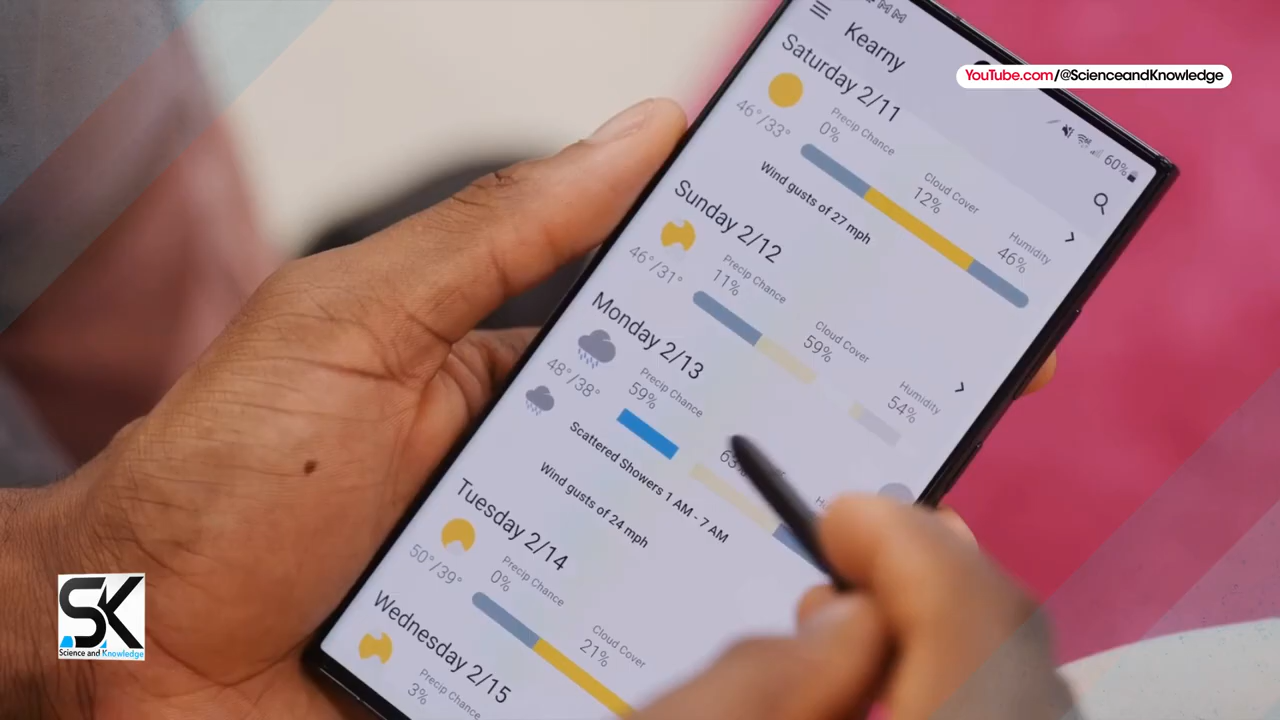 YouTube.com/@ScienceandKnowledge
Kearny
60%
Saturday 2/11
46°/33°
Precip Chance
0%
Cloud Cover
12%
Humidity
46%
Wind gusts of 27 mph
Sunday 2/12
46°/31°
Precip Chance
11%
Cloud Cover
59%
Humidity
54%
Monday 2/13
48°/38°
Precip Chance
59%
Scattered Showers 1 AM - 7 AM
Wind gusts of 24 mph
Tuesday 2/14
50°/39°
Precip Chance
0%
Cloud Cover
21%
Wednesday 2/15
Precip Chance
3%
SK
Science and Knowledge